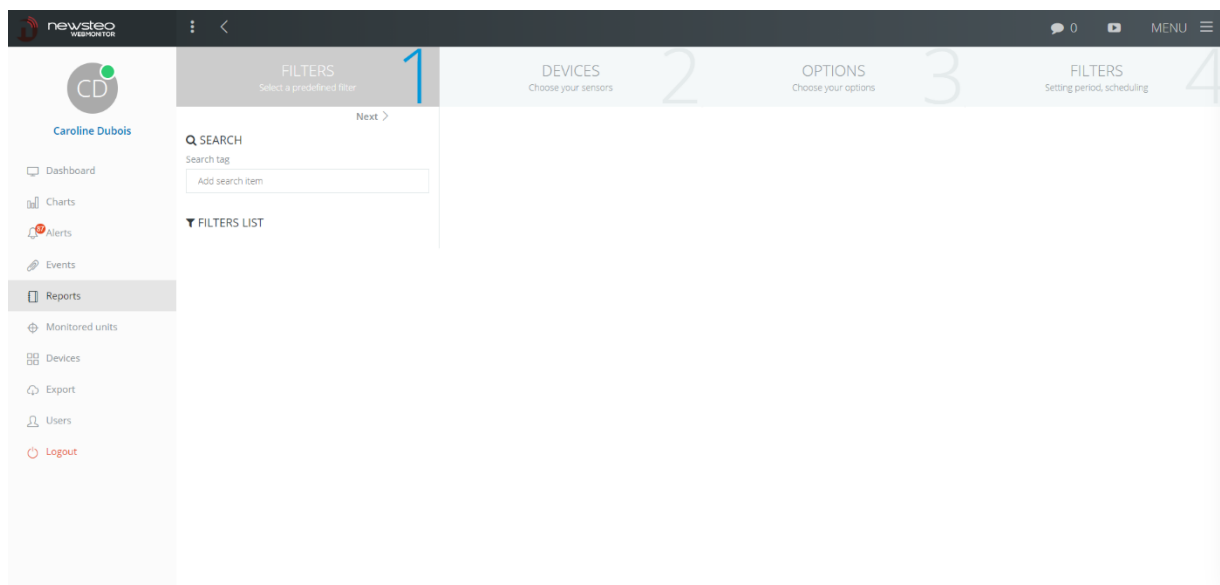 newsteo
WEBMONITOR
0
MENU
CD
Caroline Dubois
Dashboard
Charts
Alerts
Events
Reports
Monitored units
Devices
Export
Users
Logout
FILTERS
Select a predefined filter
1
DEVICES
Choose your sensors
2
OPTIONS
Choose your options
3
FILTERS
Setting period, scheduling
4
Next >
SEARCH
Search tag
Add search item
FILTERS LIST